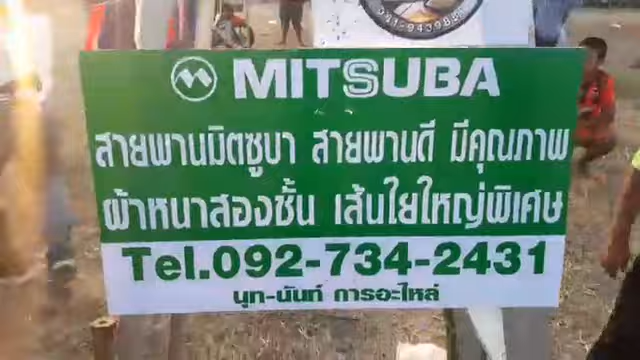 MITSUBA
สายพานมิตซูบา สายพานดี มีคุณภาพ
ผ้าหนาสองชั้น เส้นใยใหญ่พิเศษ
Tel.092-734-2431
นุท-นันท์ การอะไหล่